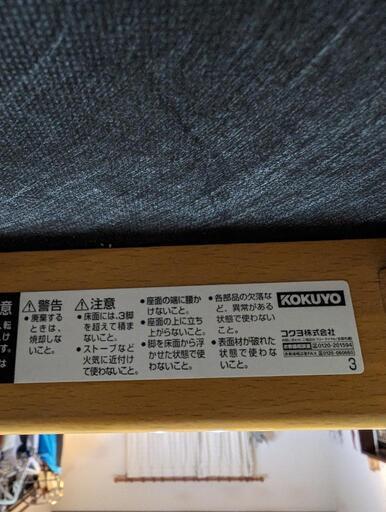 意
転
け
す。
は
⚠警告
•廃棄する
ときは、
焼却しな
いこと。
⚠注意
•床面には、3脚
を超えて積ま
ないこと。
•ストーブなど
火気に近付けて
使わないこと。
•座面の端に腰か
けないこと。
•座面の上に立ち
上がらないこと。
•脚を床面から浮
かせた状態で使
わないこと。
•各部品の欠落な
ど、異常がある
状態で使わない
こと。
•表面材が破れた
状態で使わな
いこと。
KOKUYO
コクヨ株式会社
0120-201594
3